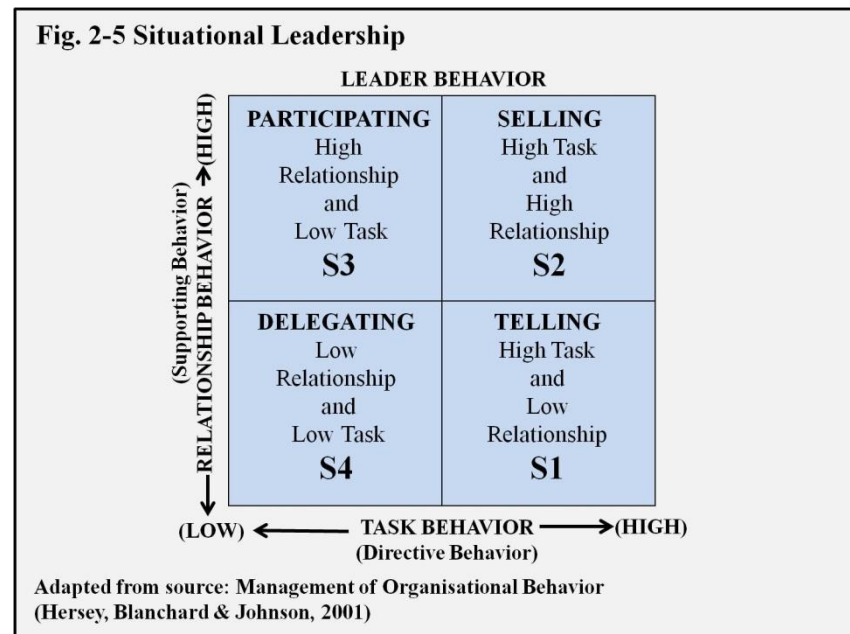 Fig. 2-5 Situational Leadership
LEADER BEHAVIOR
(Supporting Behavior)
RELATIONSHIP BEHAVIOR
(HIGH)
PARTICIPATING
High
Relationship
and
Low Task
S3
SELLING
High Task
and
High
Relationship
S2
DELEGATING
Low
Relationship
and
Low Task
S4
TELLING
High Task
and
Low
Relationship
S1
(LOW)
TASK BEHAVIOR
(HIGH)
(Directive Behavior)
Adapted from source: Management of Organisational Behavior
(Hersey, Blanchard & Johnson, 2001)